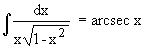 ∫ dx / (x√(1-x²)) = arcsec x